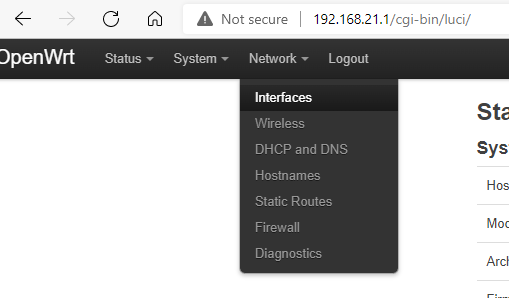 Not secure | 192.168.21.1/cgi-bin/luci/
OpenWrt Status System Network Logout
Interfaces
Wireless
DHCP and DNS
Hostnames
Static Routes
Firewall
Diagnostics
Sta
Sys
Hos
Mod
Arch